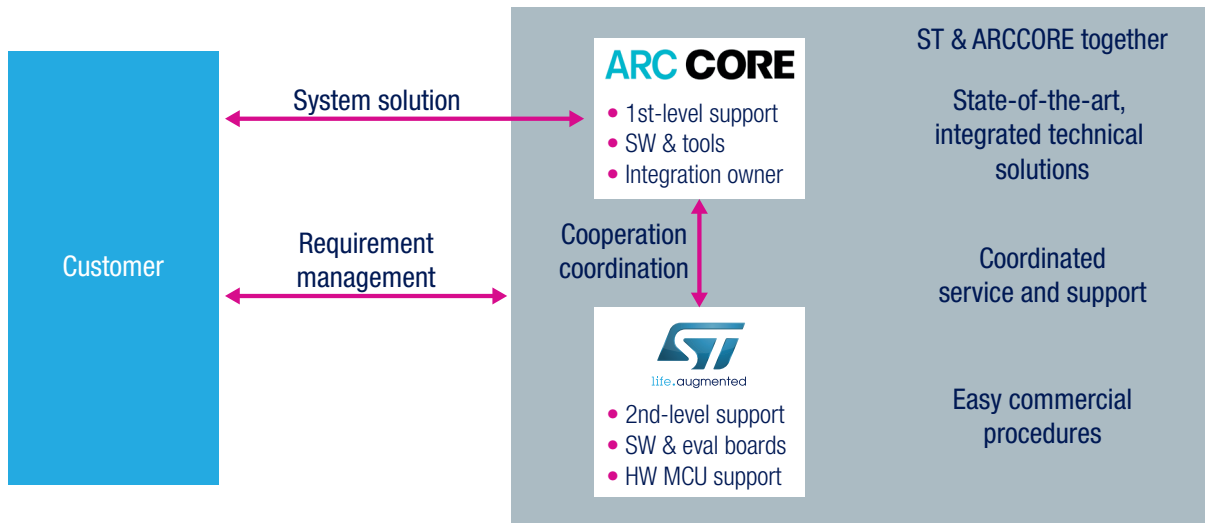 Customer
System solution
Requirement
management
ARC CORE
• 1st-level support
• SW & tools
• Integration owner
Cooperation
coordination
ST
life.augmented
• 2nd-level support
• SW & eval boards
• HW MCU support
ST & ARCCORE together
State-of-the-art,
integrated technical
solutions
Coordinated
service and support
Easy commercial
procedures